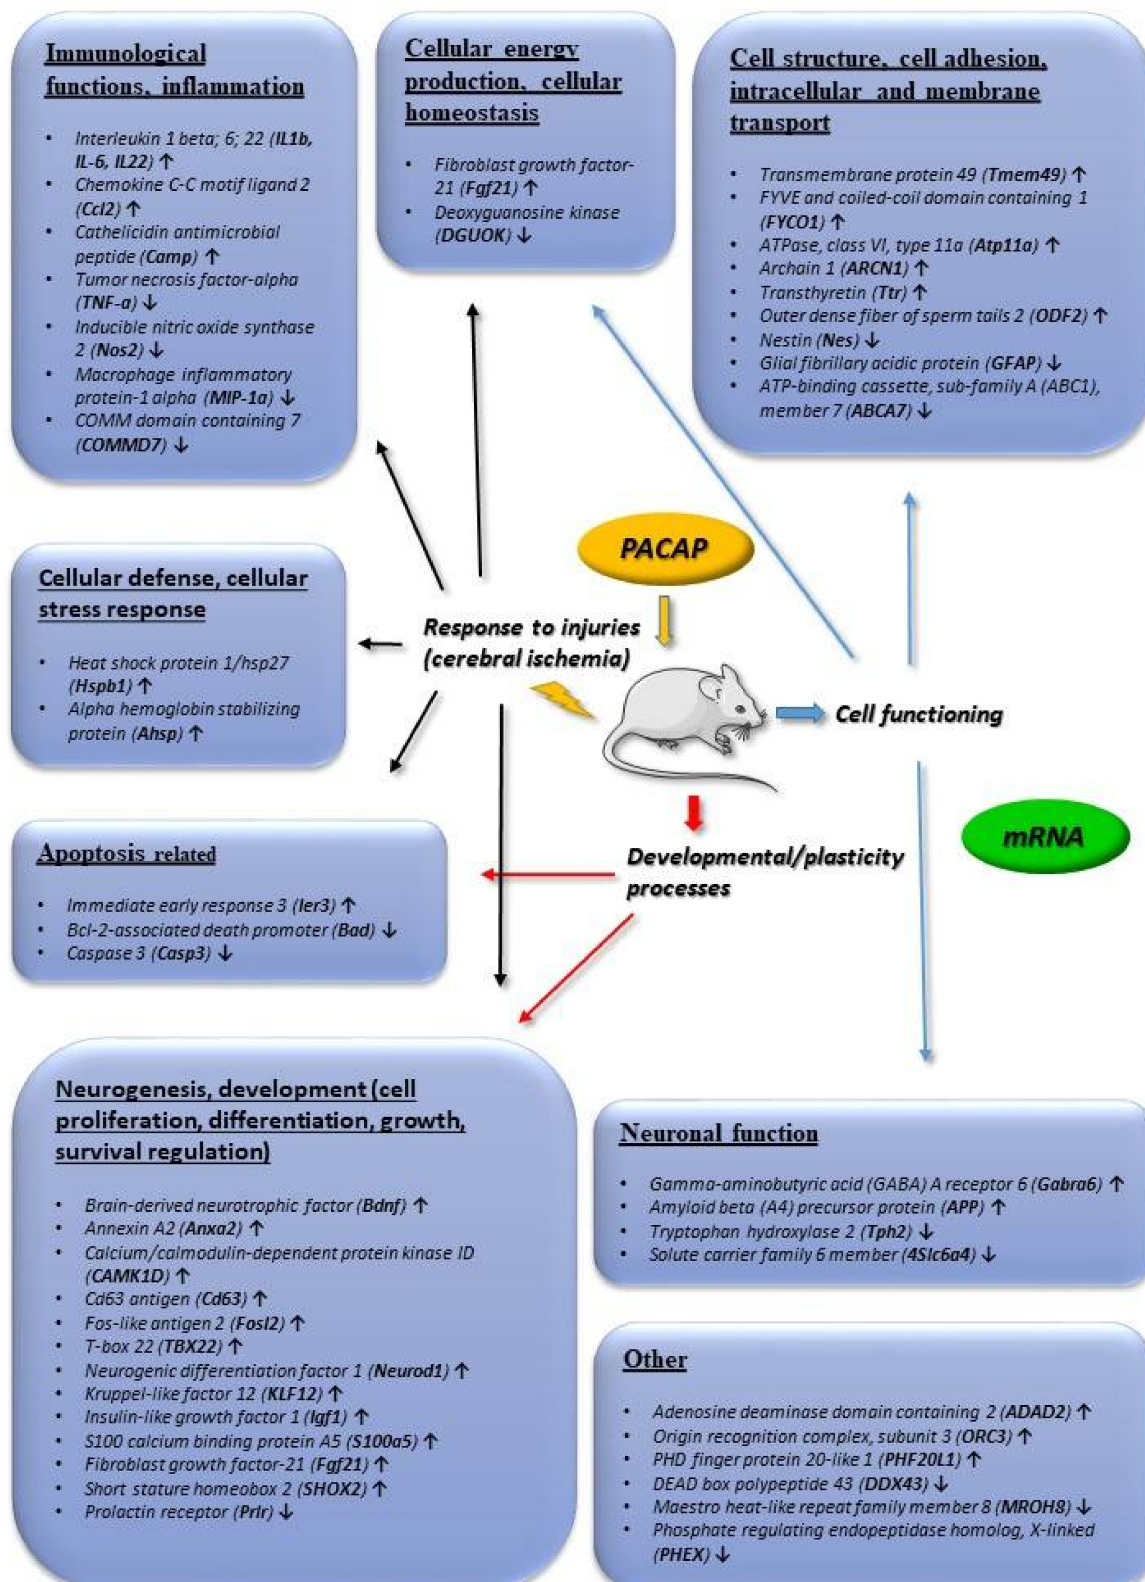 Immunological
functions, inflammation
• Interleukin 1 beta; 6; 22 (IL1b,
IL-6, IL22) ↑
• Chemokine C-C motif ligand 2
(Ccl2) ↑
• Cathelicidin antimicrobial
peptide (Camp) ↑
• Tumor necrosis factor-alpha
(TNF-α) ↓
• Inducible nitric oxide synthase
2 (Nos2) ↓
• Macrophage inflammatory
protein-1 alpha (MIP-1a) ↓
• COMM domain containing 7
(COMMD7) ↓
Cellular energy
production, cellular
homeostasis
• Fibroblast growth factor-
21 (Fgf21) ↑
• Deoxyguanosine kinase
(DGUOK) ↓
Cell structure, cell adhesion,
intracellular and membrane
transport
• Transmembrane protein 49 (Tmem49) ↑
• FYVE and coiled-coil domain containing 1
(FYCO1) ↑
• ATPase, class VI, type 11a (Atp11a) ↑
• Archain 1 (ARCN1) ↑
• Transthyretin (Ttr) ↑
• Outer dense fiber of sperm tails 2 (ODF2) ↑
• Nestin (Nes) ↓
• Glial fibrillary acidic protein (GFAP) ↓
• ATP-binding cassette, sub-family A (ABC1),
member 7 (ABCA7) ↓
PACAP
Cellular defense, cellular
stress response
• Heat shock protein 1/hsp27
(Hspb1) ↑
• Alpha hemoglobin stabilizing
protein (Ahsp) ↑
Response to injuries
(cerebral ischemia)
Cell functioning
mRNA
Developmental/plasticity
processes
Apoptosis related
• Immediate early response 3 (Ier3) ↑
• Bcl-2-associated death promoter (Bad) ↓
• Caspase 3 (Casp3) ↓
Neurogenesis, development (cell
proliferation, differentiation, growth,
survival regulation)
• Brain-derived neurotrophic factor (Bdnf) ↑
• Annexin A2 (Anxa2) ↑
• Calcium/calmodulin-dependent protein kinase ID
(CAMK1D) ↑
• Cd63 antigen (Cd63) ↑
• Fos-like antigen 2 (Fosl2) ↑
• T-box 22 (TBX22) ↑
• Neurogenic differentiation factor 1 (Neurod1) ↑
• Kruppel-like factor 12 (KLF12) ↑
• Insulin-like growth factor 1 (Igf1) ↑
• S100 calcium binding protein A5 (S100a5) ↑
• Fibroblast growth factor-21 (Fgf21) ↑
• Short stature homeobox 2 (SHOX2) ↑
• Prolactin receptor (Prlr) ↓
Neuronal function
• Gamma-aminobutyric acid (GABA) A receptor 6 (Gabra6) ↑
• Amyloid beta (A4) precursor protein (APP) ↑
• Tryptophan hydroxylase 2 (Tph2) ↓
• Solute carrier family 6 member (4Slc6a4) ↓
Other
• Adenosine deaminase domain containing 2 (ADAD2) ↑
• Origin recognition complex, subunit 3 (ORC3) ↑
• PHD finger protein 20-like 1 (PHF20L1) ↑
• DEAD box polypeptide 43 (DDX43) ↓
• Maestro heat-like repeat family member 8 (MROH8) ↓
• Phosphate regulating endopeptidase homolog, X-linked
(PHEX) ↓